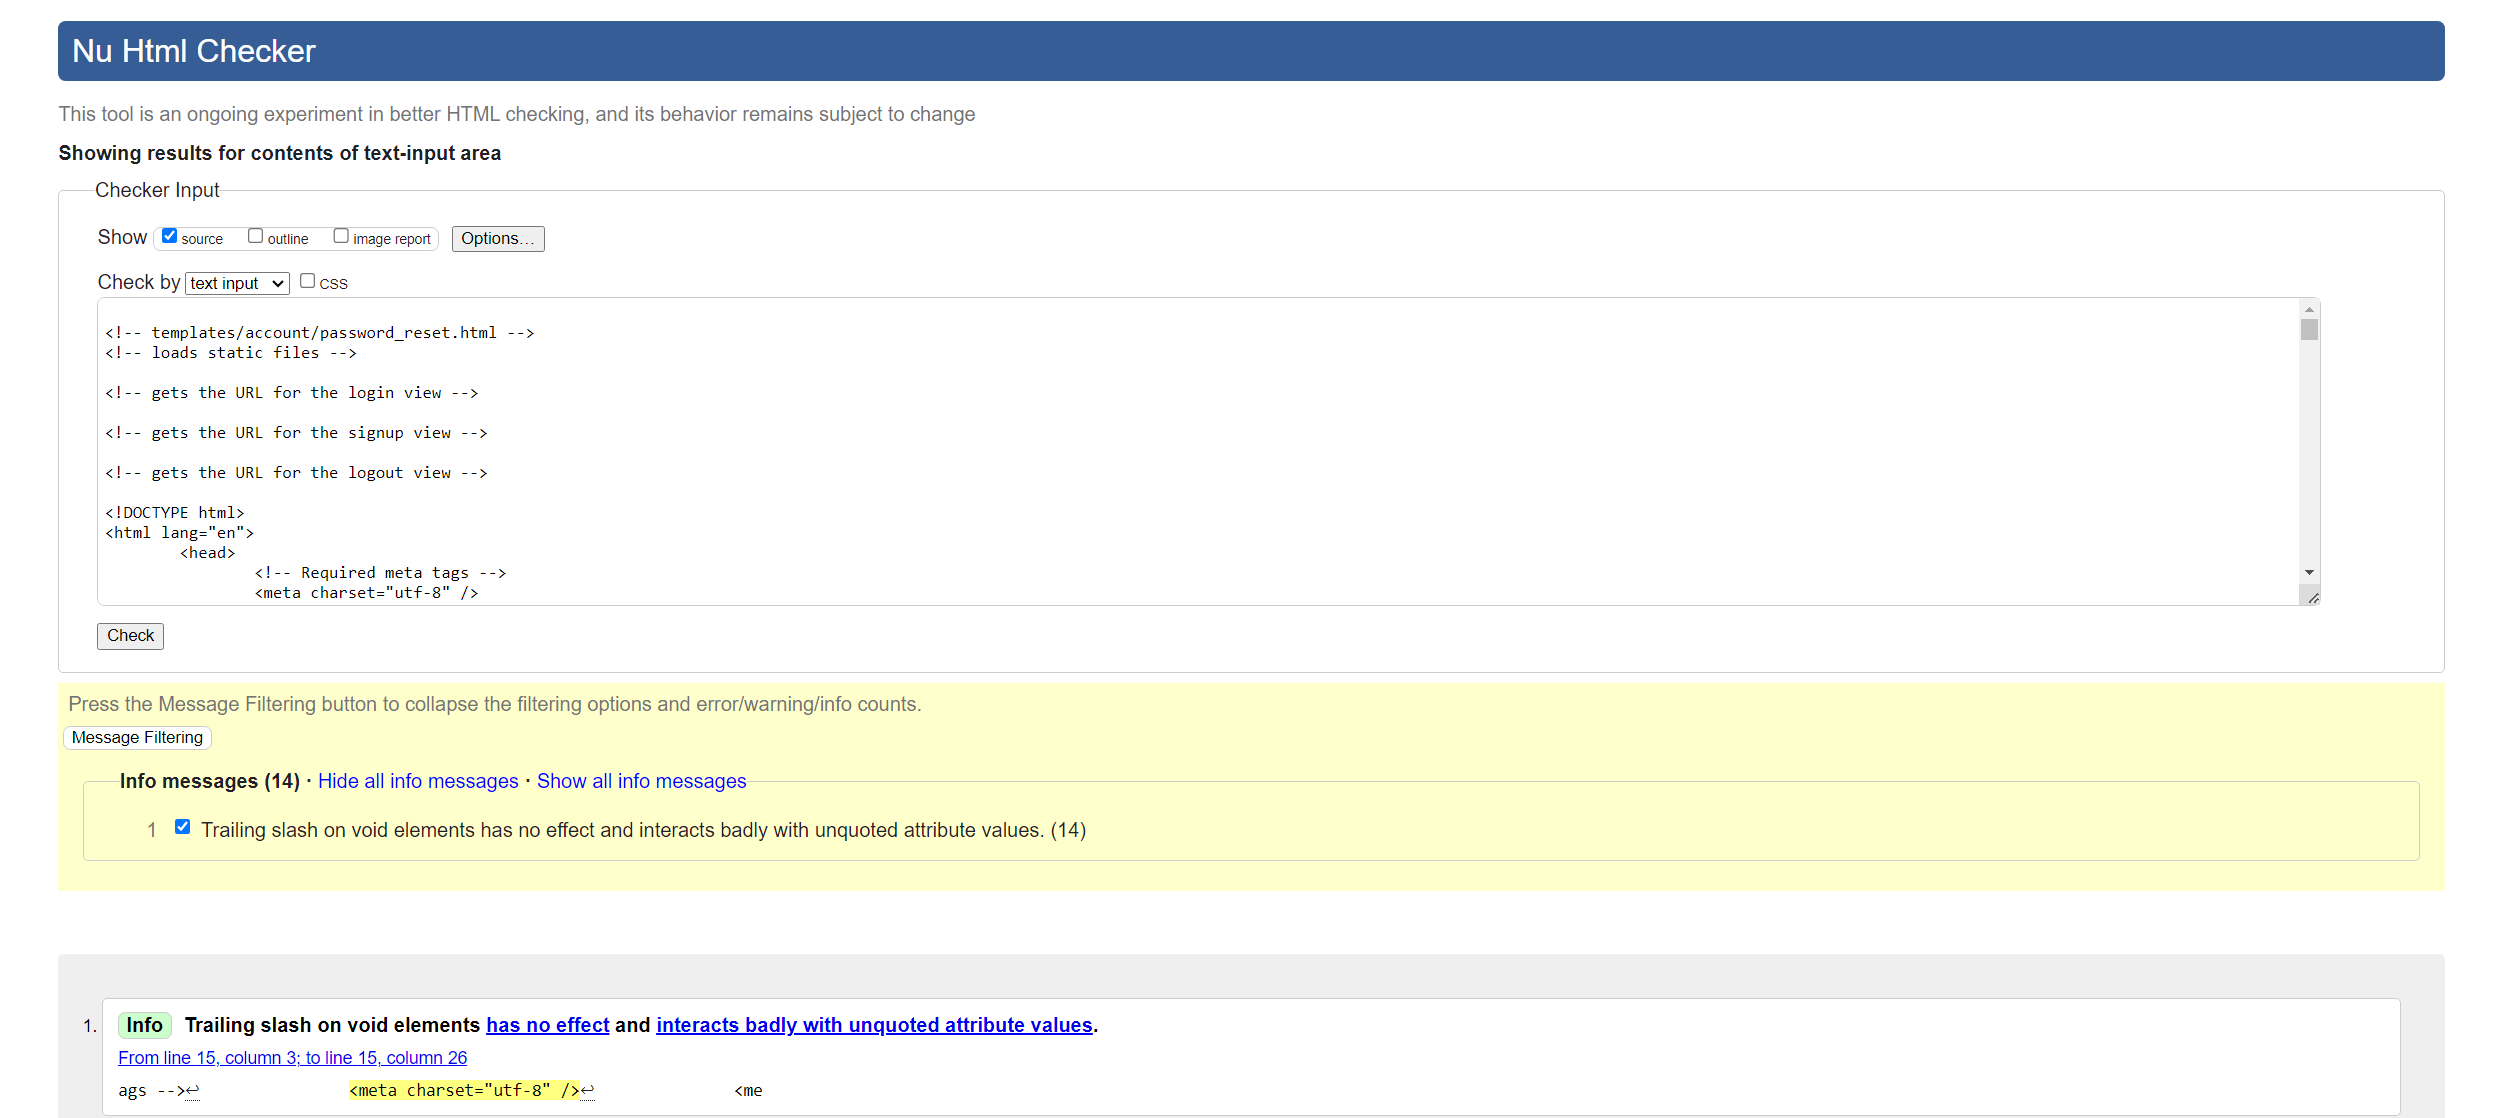 Nu Html Checker
This tool is an ongoing experiment in better HTML checking, and its behavior remains subject to change
Showing results for contents of text-input area
Checker Input
Show source outline image report Options...
Check by text input CSS
<!-- templates/account/password_reset.html -->
<!-- loads static files -->
<!-- gets the URL for the login view -->
<!-- gets the URL for the signup view -->
<!-- gets the URL for the logout view -->
<!DOCTYPE html>
<html lang="en">
<head>
<!-- Required meta tags -->
<meta charset="utf-8" />
Check
Press the Message Filtering button to collapse the filtering options and error/warning/info counts.
Message Filtering
Info messages (14) · Hide all info messages · Show all info messages
1 Trailing slash on void elements has no effect and interacts badly with unquoted attribute values. (14)
1. Info Trailing slash on void elements has no effect and interacts badly with unquoted attribute values.
From line 15, column 3; to line 15, column 26
ags -->↩ <meta charset="utf-8" />↩ <me